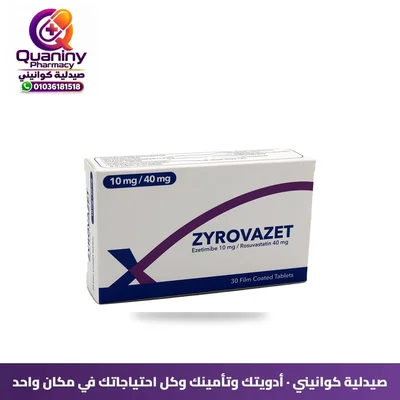 Quaniny
Pharmacy
صيدلية كوانيني
01036181518
10 mg / 40 mg
ZYROVAZET
Ezetimibe 10 mg / Rosuvastatin 40 mg
30 Film Coated Tablets
صيدلية كوانيني - أدويتك وتأمينك وكل احتياجاتك في مكان واحد